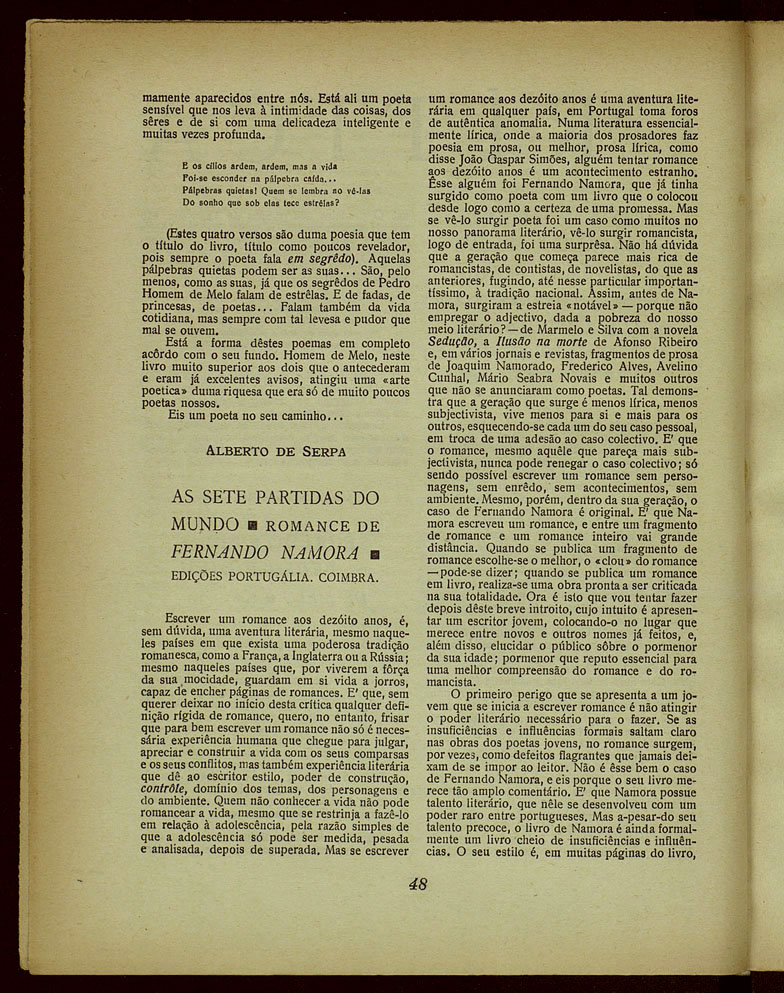 mamente aparecidos entre nós. Está ali um poeta
sensível que nos leva à intimidade das coisas, dos
sêres e de si com uma delicadeza inteligente e
muitas vezes profunda.
E os cílios ardem, ardem, mas a vida
Foi-se esconder na pálpebra caída...
Pálpebras quietas! Quem se lembra ao vê-las
Do sonho que sob elas tece estrêlas?
(Estes quatro versos são duma poesia que tem
o título do livro, título como poucos revelador,
pois sempre o poeta fala em segrêdo). Aquelas
pálpebras quietas podem ser as suas... São, pelo
menos, como as suas, já que os segrêdos de Pedro
Homem de Melo falam de estrêlas. E de fadas, de
princesas, de poetas... Falam também da vida
cotidiana, mas sempre com tal levesa e pudor que
mal se ouvem.
Está a forma dêstes poemas em completo
acôrdo com o seu fundo. Homem de Melo, neste
livro muito superior aos dois que o antecederam
e eram já excelentes avisos, atingiu uma «arte
poetica» duma riquesa que era só de muito poucos
poetas nossos.
Eis um poeta no seu caminho...
ALBERTO DE SERPA
AS SETE PARTIDAS DO
MUNDO ■ ROMANCE DE
FERNANDO NAMORA ■
EDIÇÕES PORTUGÁLIA. COIMBRA.
Escrever um romance aos dezóito anos, é,
sem dúvida, uma aventura literária, mesmo naque-
les países em que exista uma poderosa tradição
romanesca, como a França, a Inglaterra ou a Rússia;
mesmo naqueles países que, por viverem a fôrça
da sua mocidade, guardam em si vida a jorros,
capaz de encher páginas de romances. E' que, sem
querer deixar no início desta crítica qualquer defi-
nição rígida de romance, quero, no entanto, frisar
que para bem escrever um romance não só é neces-
sária experiência humana que chegue para julgar,
apreciar e construir a vida com os seus comparsas
e os seus conflitos, mas também experiência literária
que dê ao escritor estilo, poder de construção,
contrôle, domínio dos temas, dos personagens e
do ambiente. Quem não conhecer a vida não pode
romancear a vida, mesmo que se restrinja a fazê-lo
em relação à adolescência, pela razão simples de
que a adolescência só pode ser medida, pesada
e analisada, depois de superada. Mas se escrever
um romance aos dezóito anos é uma aventura lite-
rária em qualquer país, em Portugal toma foros
de autêntica anomalia. Numa literatura essencial-
mente lírica, onde a maioria dos prosadores faz
poesia em prosa, ou melhor, prosa lírica, como
disse João Gaspar Simões, alguém tentar romance
aos dezóito anos é um acontecimento estranho.
Êsse alguém foi Fernando Namora, que já tinha
surgido como poeta com um livro que o colocou
desde logo como a certeza de uma promessa. Mas
se vê-lo surgir poeta foi um caso como muitos no
nosso panorama literário, vê-lo surgir romancista,
logo de entrada, foi uma surprêsa. Não há dúvida
que a geração que começa parece mais rica de
romancistas, de contistas, de novelistas, do que as
anteriores, fugindo, até nesse particular importan-
tíssimo, à tradição nacional. Assim, antes de Na-
mora, surgiram a estreia «notável» — porque não
empregar o adjectivo, dada a pobreza do nosso
meio literário? — de Marmelo e Silva com a novela
Sedução, a Ilusão na morte de Afonso Ribeiro
e, em vários jornais e revistas, fragmentos de prosa
de Joaquim Namorado, Frederico Alves, Avelino
Cunhal, Mário Seabra Novais e muitos outros
que não se anunciaram como poetas. Tal demons-
tra que a geração que surge é menos lírica, menos
subjectivista, vive menos para si e mais para os
outros, esquecendo-se cada um do seu caso pessoal,
em troca de uma adesão ao caso colectivo. E' que
o romance, mesmo aquêle que pareça mais sub-
jectivista, nunca pode renegar o caso colectivo; só
sendo possível escrever um romance sem perso-
nagens, sem enrêdo, sem acontecimentos, sem
ambiente. Mesmo, porém, dentro da sua geração, o
caso de Fernando Namora é original. E' que Na-
mora escreveu um romance, e entre um fragmento
de romance e um romance inteiro vai grande
distância. Quando se publica um fragmento de
romance escolhe-se o melhor, o «clou» do romance
— pode-se dizer; quando se publica um romance
em livro, realiza-se uma obra pronta a ser criticada
na sua totalidade. Ora é isto que vou tentar fazer
depois dêste breve introito, cujo intuito é apresen-
tar um escritor jovem, colocando-o no lugar que
merece entre novos e outros nomes já feitos, e,
além disso, elucidar o público sôbre o pormenor
da sua idade; pormenor que reputo essencial para
uma melhor compreensão do romance e do ro-
mancista.
O primeiro perigo que se apresenta a um jo-
vem que se inicia a escrever romance é não atingir
o poder literário necessário para o fazer. Se as
insuficiências e influências formais saltam claro
nas obras dos poetas jovens, no romance surgem,
por vezes, como defeitos flagrantes que jamais dei-
xam de se impor ao leitor. Não é êsse bem o caso
de Fernando Namora, e eis porque o seu livro me-
rece tão amplo comentário. E' que Namora possue
talento literário, que nêle se desenvolveu com um
poder raro entre portugueses. Mas a-pesar-do seu
talento precoce, o livro de Namora é ainda formal-
mente um livro cheio de insuficiências e influên-
cias. O seu estilo é, em muitas páginas do livro,
48